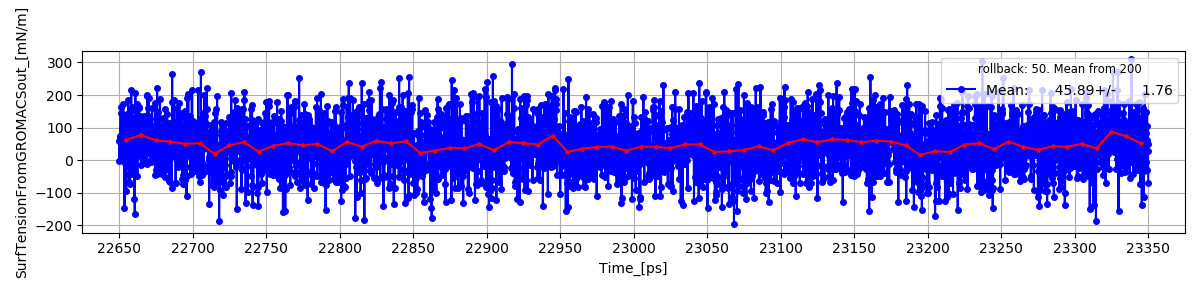 SurfTensionFromGROMACSout_[mN/m]
300
200
100
0
−100
−200
rollback: 50. Mean from 200
Mean: 45.89+/- 1.76
22650 22700 22750 22800 22850 22900 22950 23000 23050 23100 23150 23200 23250 23300 23350
Time_[ps]